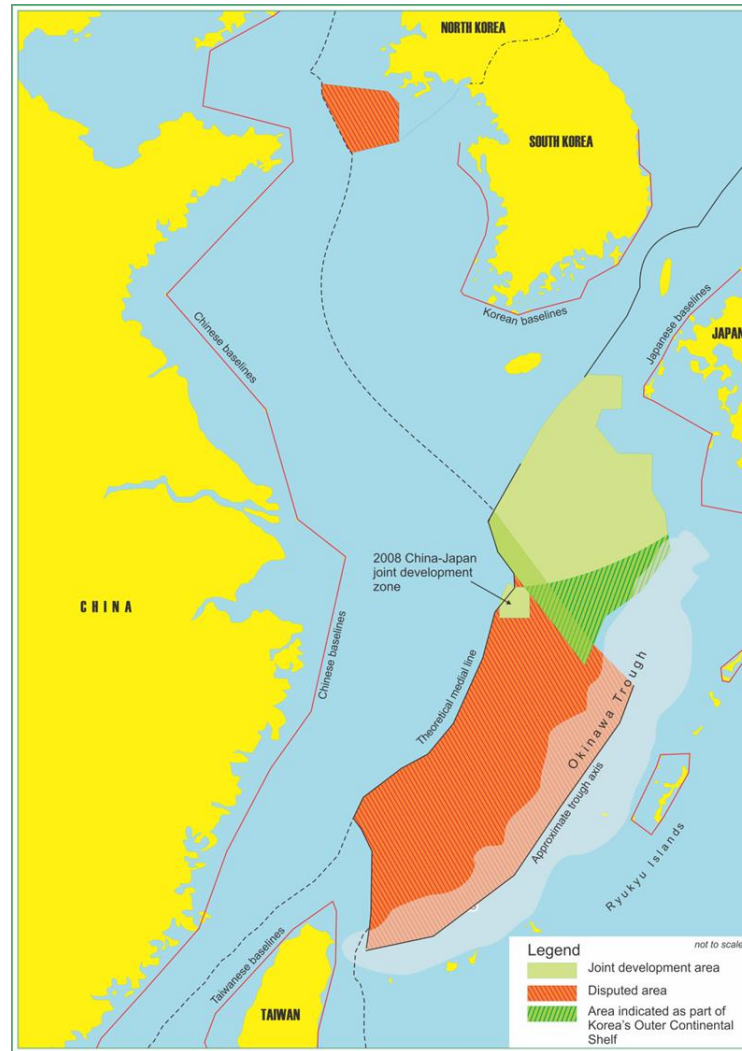 NORTH KOREA
SOUTH KOREA
Korean baselines
Japanese baselines
JAPAN
Chinese baselines
2008 China-Japan
joint development
zone
CHINA
Chinese baselines
Theoretical medial line
Okinawa Trough
Approximate trough axis
Ryukyu Islands
Taiwanese baselines
TAIWAN
Legend
not to scale
Joint development area
Disputed area
Area indicated as part of
Korea's Outer Continental
Shelf